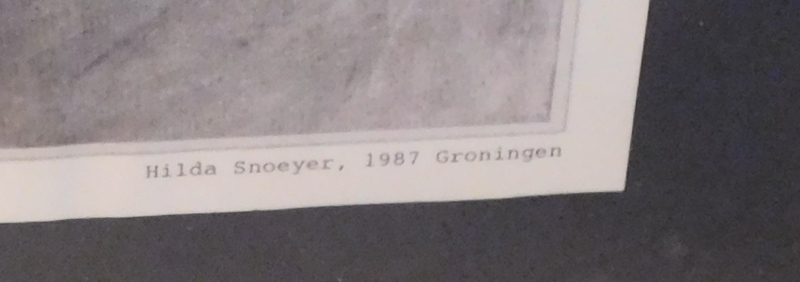 Hilda Snoeyer, 1987 Groningen